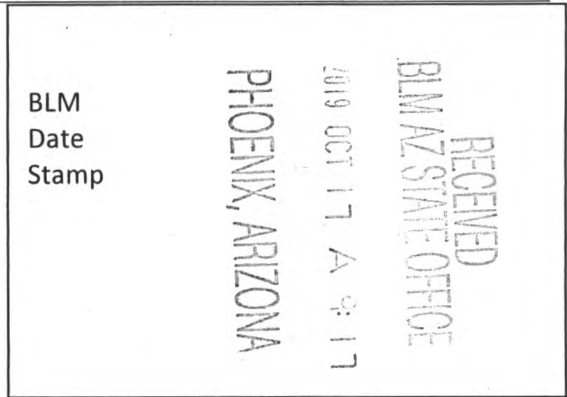 BLM
Date
Stamp
RECEIVED
BLM AZ STATE OFFICE
2019 OCT 17 A 9:17
PHOENIX, ARIZONA